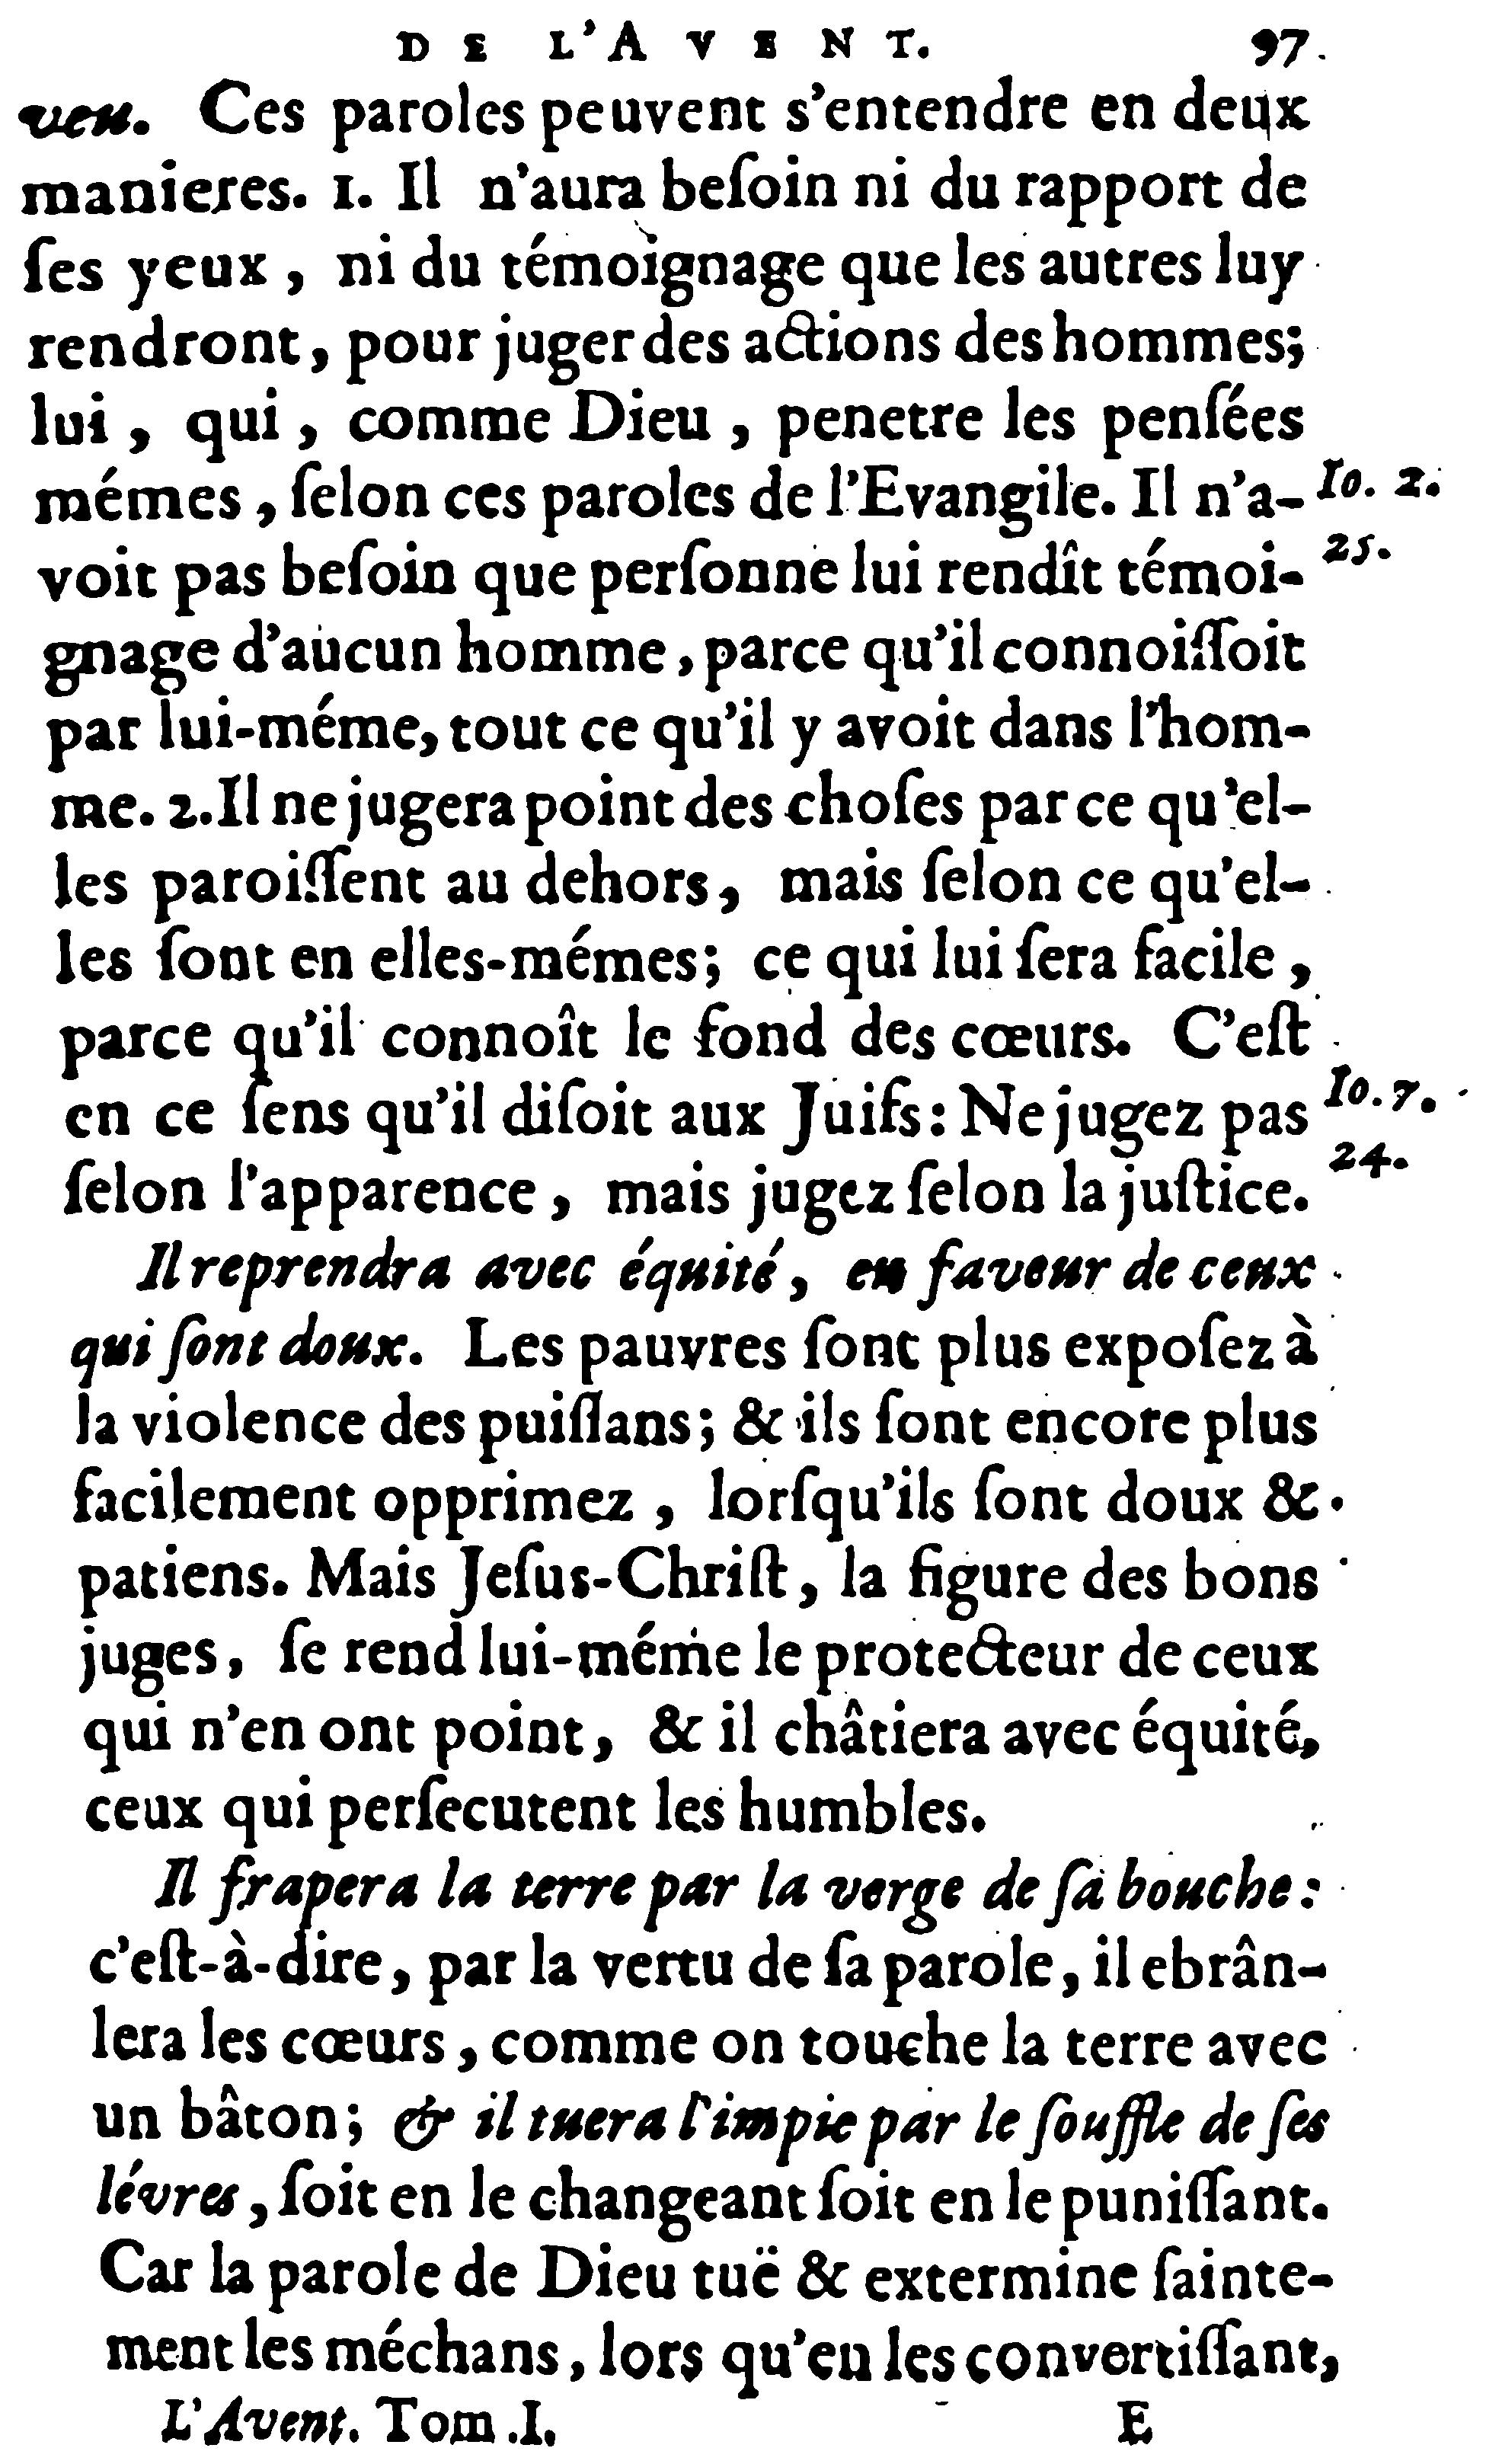 DE L'AVENT. 97
veu. Ces paroles peuvent s'entendre en deux
manieres. 1. Il n'aura beſoin ni du rapport de
ſes yeux, ni du témoignage que les autres luy
rendront, pour juger des actions des hommes;
lui, qui, comme Dieu, penetre les penſées
mémes, ſelon ces paroles de l'Evangile. Il n'a- Io. 2.
voit pas beſoin que perſonne lui rendît témoi- 25.
gnage d'aucun homme, parce qu'il connoiſſoit
par lui-méme, tout ce qu'il y avoit dans l'hom-
me. 2. Il ne jugera point des choſes par ce qu'el-
les paroiſſent au dehors, mais ſelon ce qu'el-
les ſont en elles-mémes; ce qui lui ſera facile,
parce qu'il connoît le fond des cœurs. C'eſt
en ce ſens qu'il diſoit aux Juifs: Ne jugez pas Io. 7.
ſelon l'apparence, mais jugez ſelon la juſtice. 24.
Il reprendra avec équité, en faveur de ceux
qui ſont doux. Les pauvres ſont plus expoſez à
la violence des puiſſans; & ils ſont encore plus
facilement opprimez, lorſqu'ils ſont doux &
patiens. Mais Jeſus-Chriſt, la figure des bons
juges, ſe rend lui-méme le protecteur de ceux
qui n'en ont point, & il châtiera avec équité,
ceux qui perſecutent les humbles.
Il frapera la terre par la verge de ſa bouche:
c'eſt-à-dire, par la vertu de ſa parole, il ebrân-
lera les cœurs, comme on touche la terre avec
un bâton; & il tuera l'impie par le ſouffle de ſes
lévres, ſoit en le changeant ſoit en le puniſſant.
Car la parole de Dieu tuë & extermine ſainte-
ment les méchans, lors qu'en les convertiſſant,
L'Avent. Tom. I. E